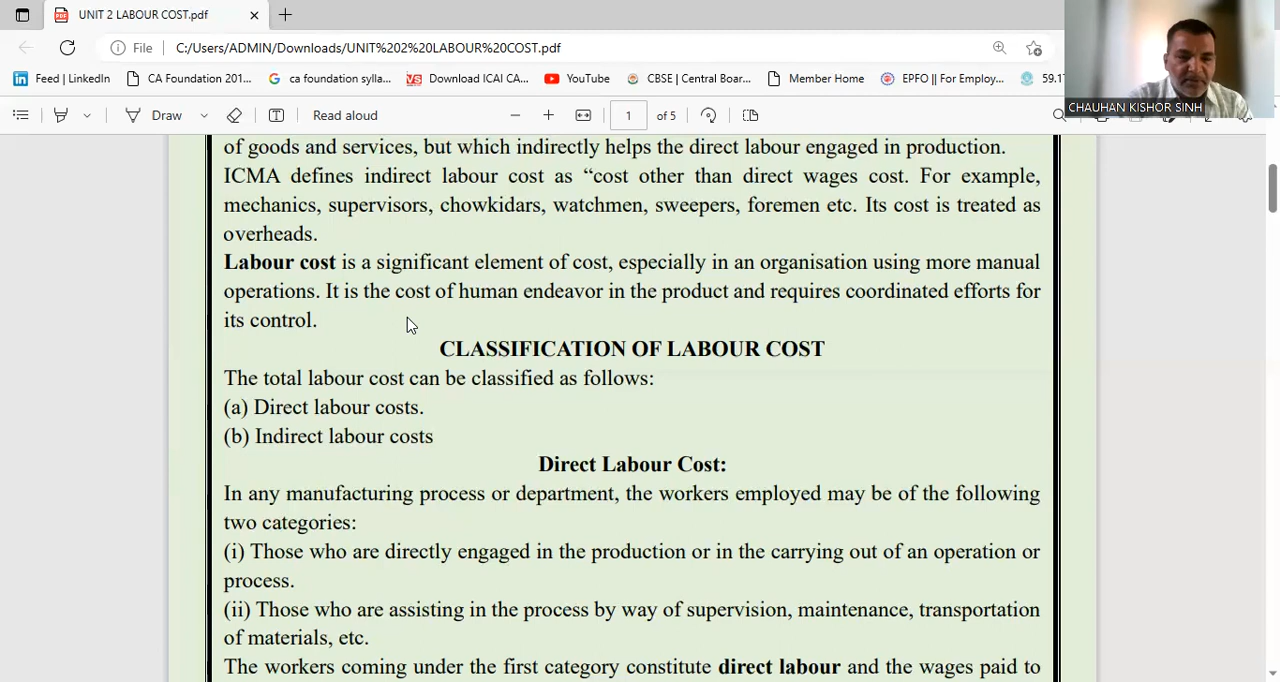 UNIT 2 LABOUR COST.pdf
File
C:/Users/ADMIN/Downloads/UNIT%202%20LABOUR%20COST.pdf
Feed | LinkedIn
CA Foundation 201...
ca foundation sylla...
Download ICAI CA...
YouTube
CBSE | Central Boar...
Member Home
EPFO || For Employ...
59.1
CHAUHAN KISHOR SINH
Draw
Read aloud
1 of 5
of goods and services, but which indirectly helps the direct labour engaged in production.
ICMA defines indirect labour cost as “cost other than direct wages cost. For example,
mechanics, supervisors, chowkidars, watchmen, sweepers, foremen etc. Its cost is treated as
overheads.
Labour cost is a significant element of cost, especially in an organisation using more manual
operations. It is the cost of human endeavor in the product and requires coordinated efforts for
its control.
CLASSIFICATION OF LABOUR COST
The total labour cost can be classified as follows:
(a) Direct labour costs.
(b) Indirect labour costs
Direct Labour Cost:
In any manufacturing process or department, the workers employed may be of the following
two categories:
(i) Those who are directly engaged in the production or in the carrying out of an operation or
process.
(ii) Those who are assisting in the process by way of supervision, maintenance, transportation
of materials, etc.
The workers coming under the first category constitute direct labour and the wages paid to